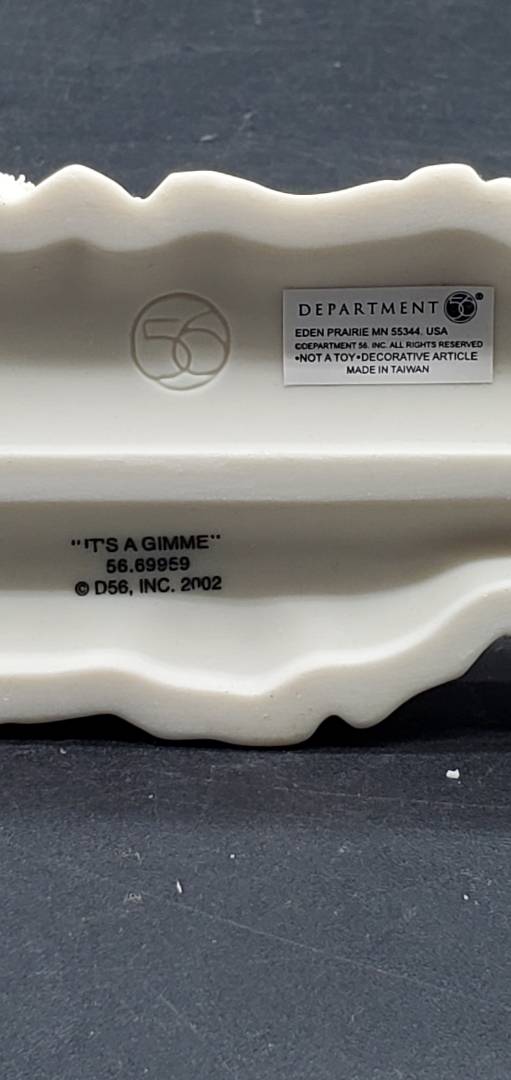 56
DEPARTMENT 56®
EDEN PRAIRIE MN 55344. USA
©DEPARTMENT 56. INC. ALL RIGHTS RESERVED
•NOT A TOY•DECORATIVE ARTICLE
MADE IN TAIWAN
"IT'S A GIMME"
56.69959
© D56, INC. 2002